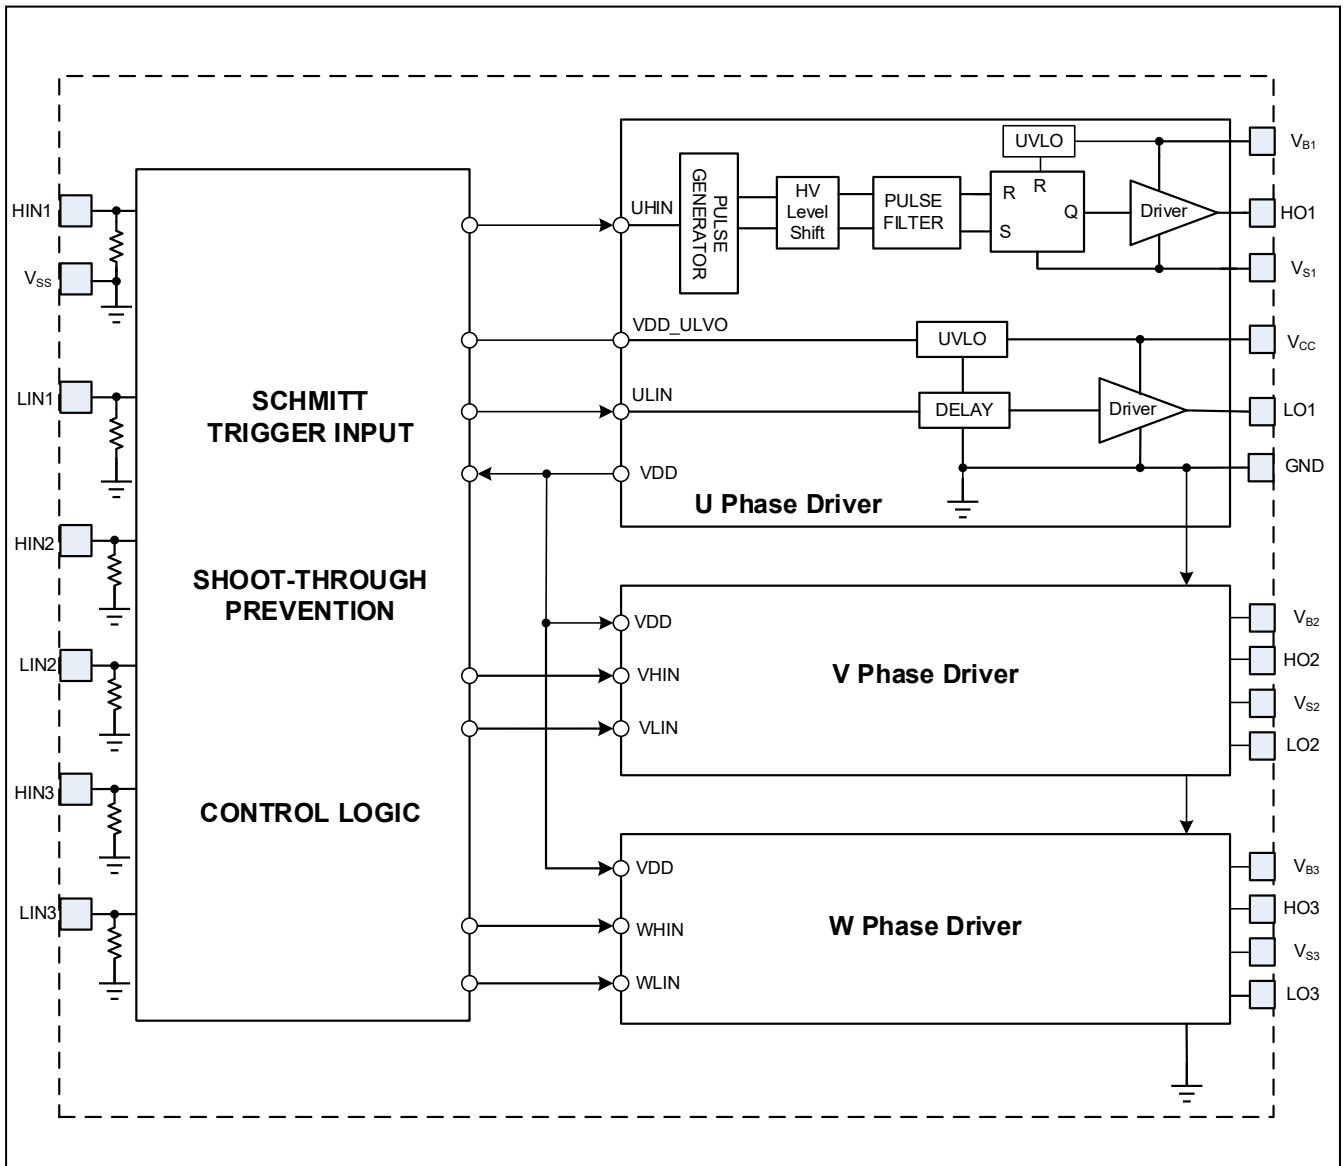 HIN1
VSS
LIN1
HIN2
LIN2
HIN3
LIN3
SCHMITT
TRIGGER INPUT
SHOOT-THROUGH
PREVENTION
CONTROL LOGIC
UHIN
PULSE
GENERATOR
HV
Level
Shift
PULSE
FILTER
UVLO
R
R
S
Q
Driver
VDD_ULVO
UVLO
ULIN
DELAY
Driver
VDD
U Phase Driver
VB1
HO1
VS1
VCC
LO1
GND
VDD
VHIN
VLIN
V Phase Driver
VB2
HO2
VS2
LO2
VDD
WHIN
WLIN
W Phase Driver
VB3
HO3
VS3
LO3